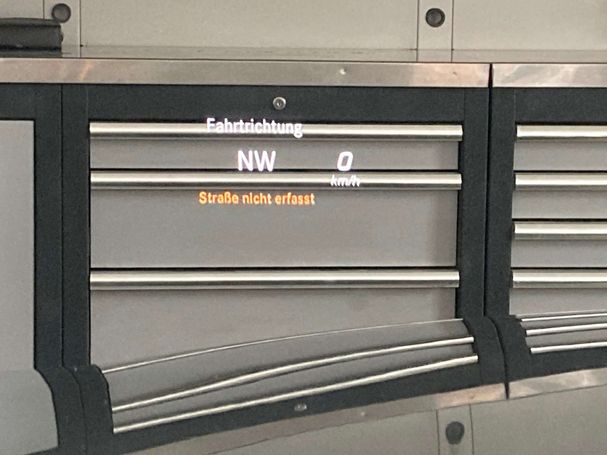 Fahrtrichtung
NW 0
km/h
Straße nicht erfasst